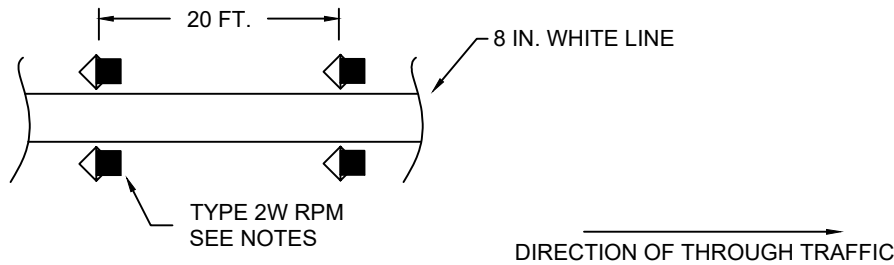 20 FT.
8 IN. WHITE LINE
TYPE 2W RPM
SEE NOTES
DIRECTION OF THROUGH TRAFFIC